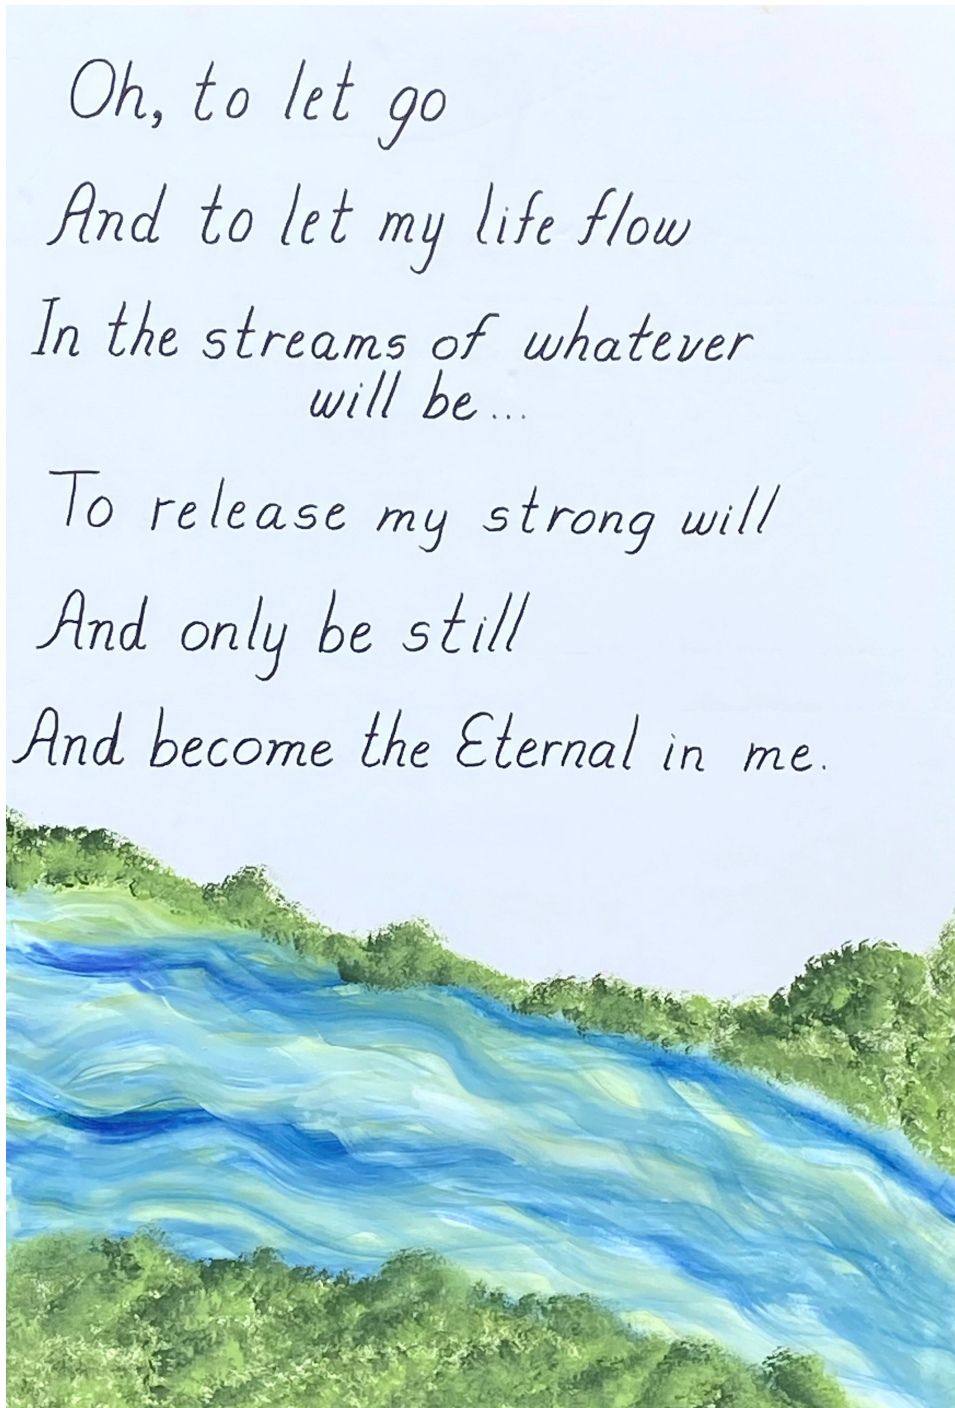 Oh, to let go
And to let my life flow
In the streams of whatever
will be...
To release my strong will
And only be still
And become the Eternal in me.